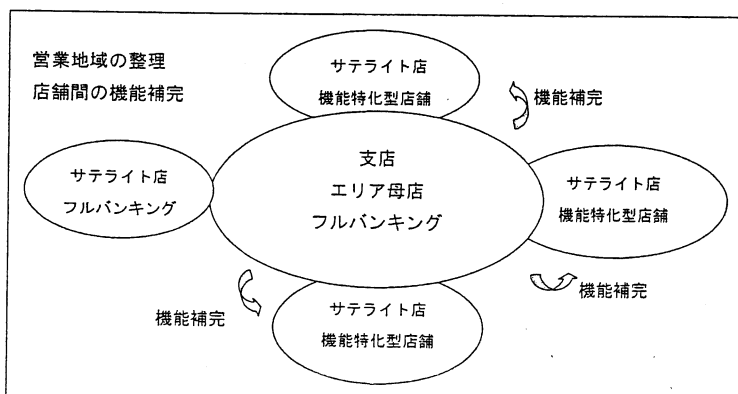 営業地域の整理
店舗間の機能補完
サテライト店
機能特化型店舗
機能補完
支店
エリア母店
フルバンキング
サテライト店
フルバンキング
サテライト店
機能特化型店舗
機能補完
機能補完
サテライト店
機能特化型店舗